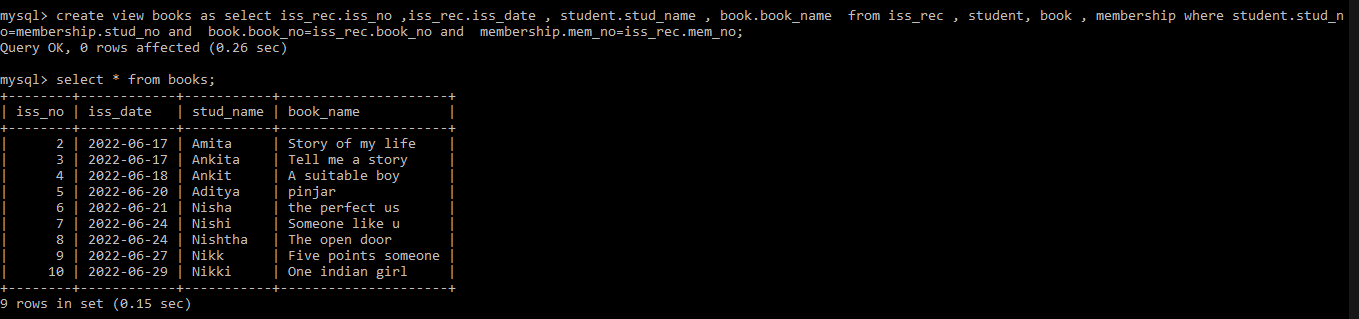 mysql> create view books as select iss_rec.iss_no ,iss_rec.iss_date , student.stud_name , book.book_name  from iss_rec , student, book , membership where student.stud_n
o=membership.stud_no and  book.book_no=iss_rec.book_no and  membership.mem_no=iss_rec.mem_no;
Query OK, 0 rows affected (0.26 sec)

mysql> select * from books;
+--------+------------+-----------+---------------------+
| iss_no | iss_date   | stud_name | book_name           |
+--------+------------+-----------+---------------------+
|      2 | 2022-06-17 | Amita     | Story of my life    |
|      3 | 2022-06-17 | Ankita    | Tell me a story     |
|      4 | 2022-06-18 | Ankit     | A suitable boy      |
|      5 | 2022-06-20 | Aditya    | pinjar              |
|      6 | 2022-06-21 | Nisha     | the perfect us      |
|      7 | 2022-06-24 | Nishi     | Someone like u      |
|      8 | 2022-06-24 | Nishtha   | The open door       |
|      9 | 2022-06-27 | Nikk      | Five points someone |
|     10 | 2022-06-29 | Nikki     | One indian girl     |
+--------+------------+-----------+---------------------+
9 rows in set (0.15 sec)